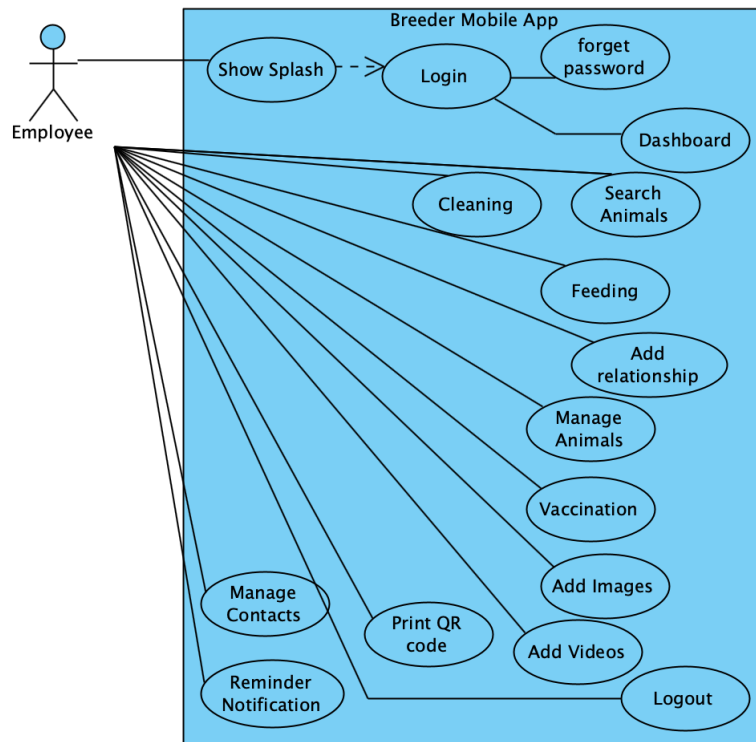 Breeder Mobile App
Employee
Show Splash
Login
forget
password
Dashboard
Cleaning
Search
Animals
Feeding
Add
relationship
Manage
Animals
Vaccination
Add Images
Manage
Contacts
Print QR
code
Add Videos
Reminder
Notification
Logout